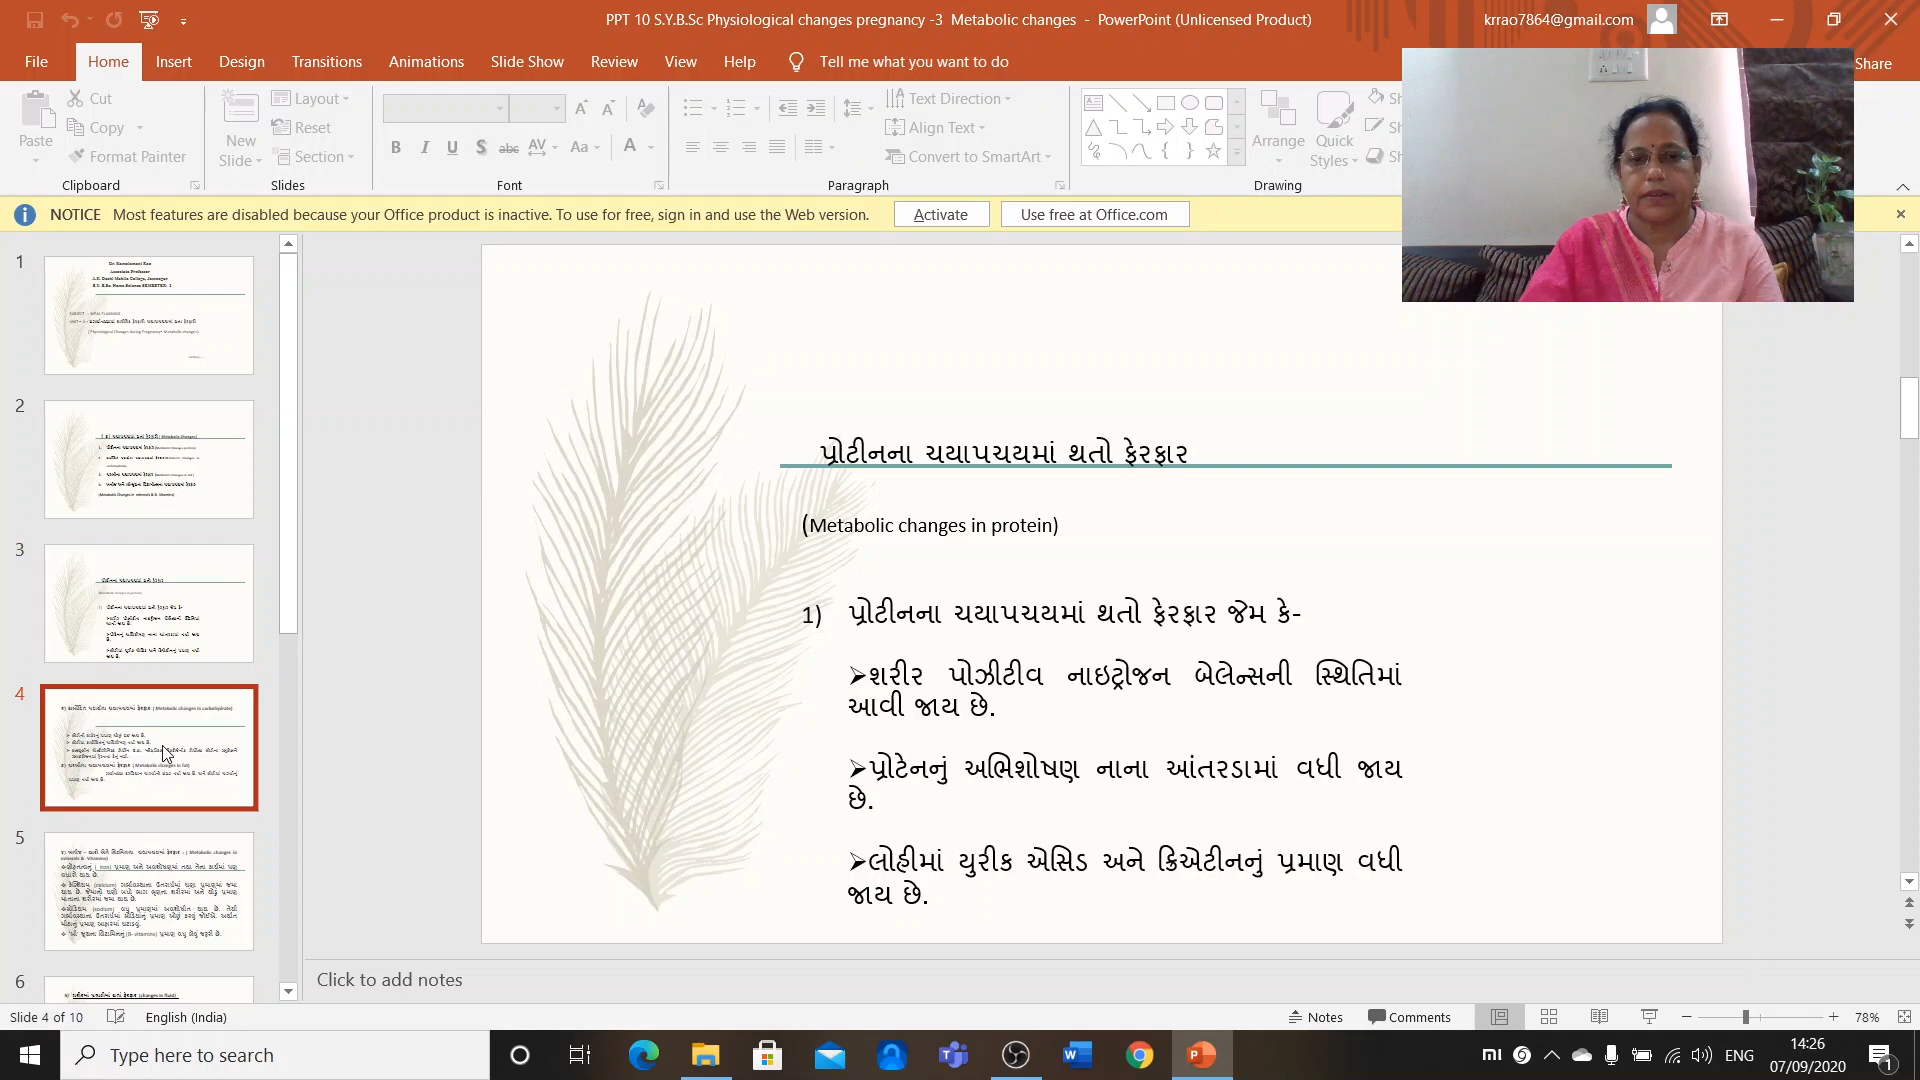 PPT 10 S.Y.B.Sc Physiological changes pregnancy -3 Metabolic changes - PowerPoint (Unlicensed Product)
krrao7864@gmail.com
File Home Insert Design Transitions Animations Slide Show Review View Help Tell me what you want to do
Share
Paste
Cut
Copy
Format Painter
Clipboard
New Slide
Layout
Reset
Section
Slides
Font
Text Direction
Align Text
Convert to SmartArt
Paragraph
Arrange
Quick Styles
Drawing
NOTICE Most features are disabled because your Office product is inactive. To use for free, sign in and use the Web version.
Activate
Use free at Office.com
1
2
3
4
5
6
પ્રોટીનના ચયાપચયમાં થતો ફેરફાર
(Metabolic changes in protein)
1) પ્રોટીનના ચયાપચયમાં થતો ફેરફાર જેમ કે-
➢શરીર પોઝીટીવ નાઇટ્રોજન બેલેન્સની સ્થિતિમાં
આવી જાય છે.
➢પ્રોટેનનું અભિશોષણ નાના આંતરડામાં વધી જાય
છે.
➢લોહીમાં યુરીક એસિડ અને ક્રિએટીનનું પ્રમાણ વધી
જાય છે.
Click to add notes
Slide 4 of 10
English (India)
Notes
Comments
78%
Type here to search
ENG
14:26
07/09/2020
1